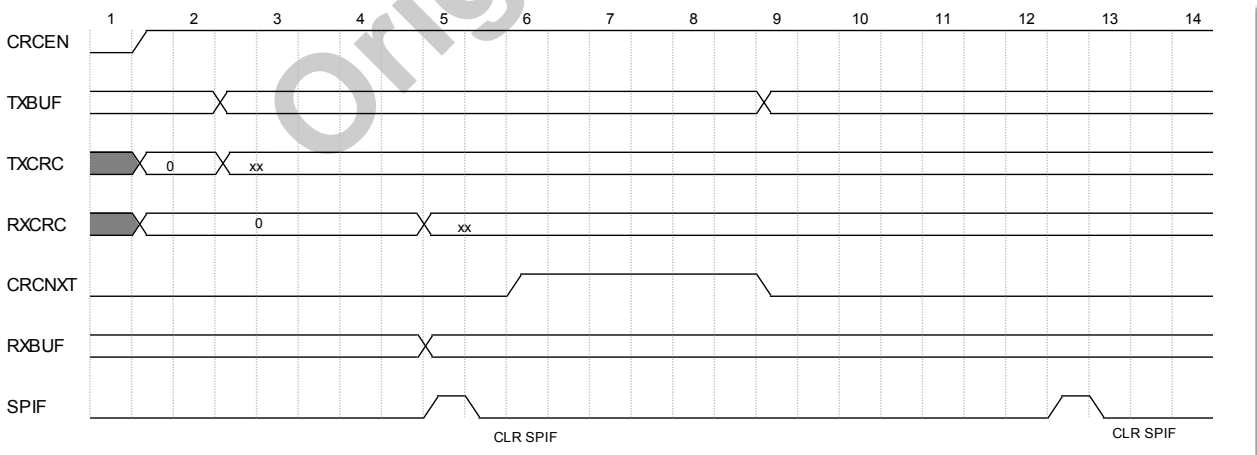 1 2 3 4 5 6 7 8 9 10 11 12 13 14
CRCEN
TXBUF
TXCRC 0 xx
RXCRC 0 xx
CRCNXT
RXBUF
SPIF
CLR SPIF CLR SPIF
Orig